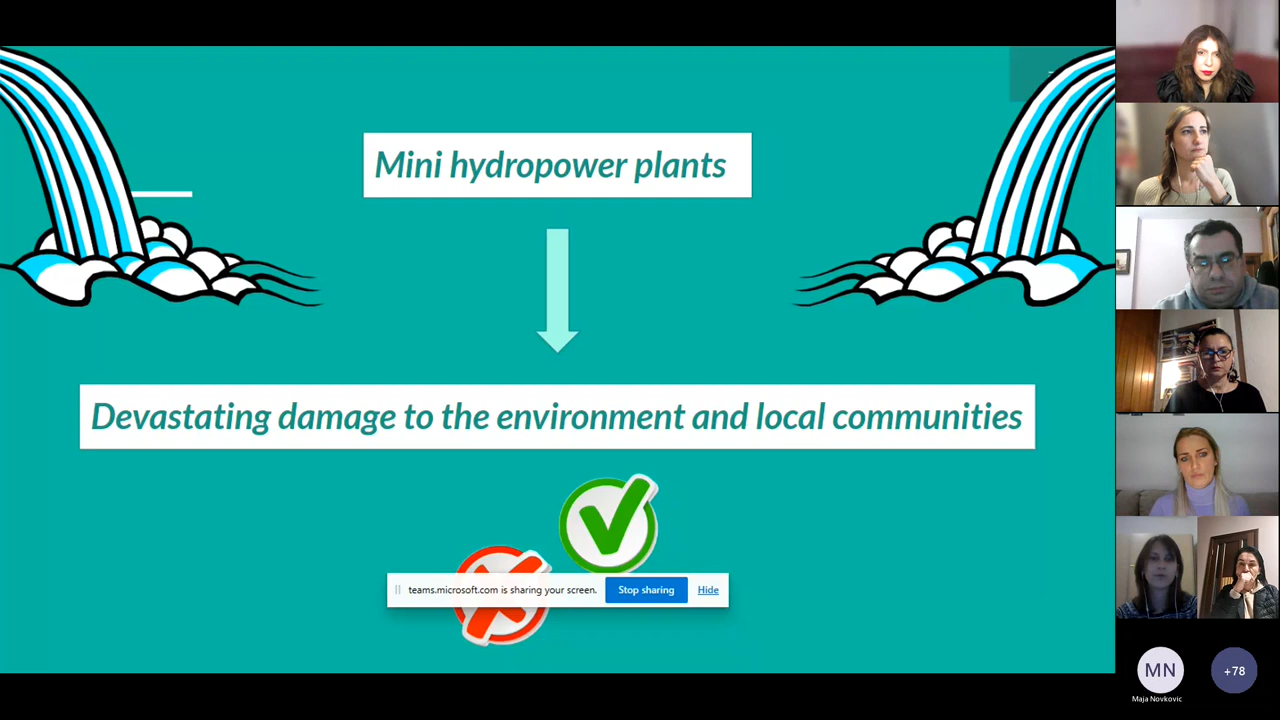 Mini hydropower plants
Devastating damage to the environment and local communities
teams.microsoft.com is sharing your screen.
Stop sharing
Hide
MN
Maja Novkovic
+78